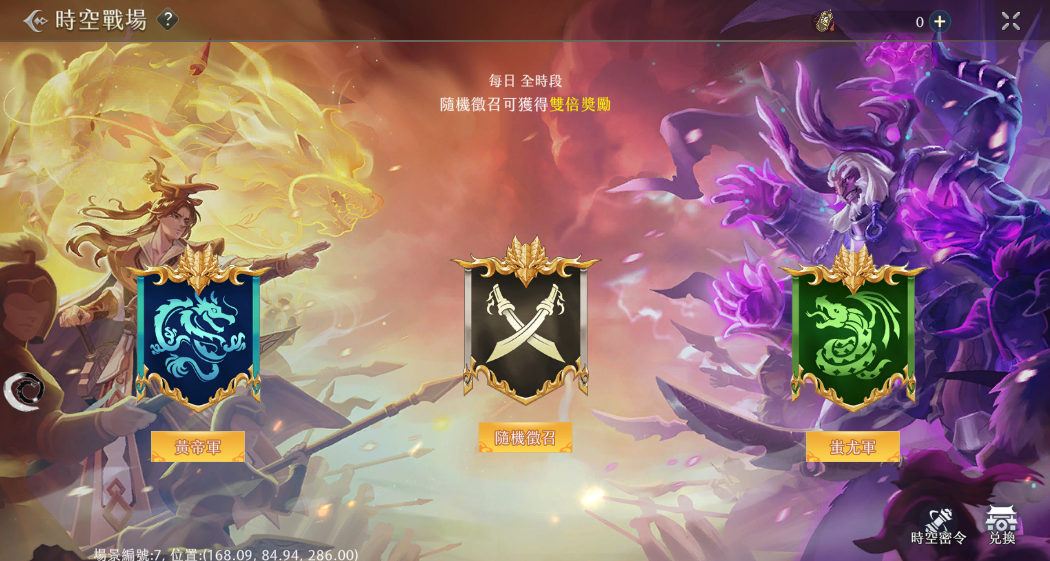 時空戰場 ?
0
每日 全時段
隨機徵召可獲得雙倍獎勵
黃帝軍
隨機徵召
蚩尤軍
時空密令
兌換
場景編號:7, 位置:(168.09, 84.94, 286.00)